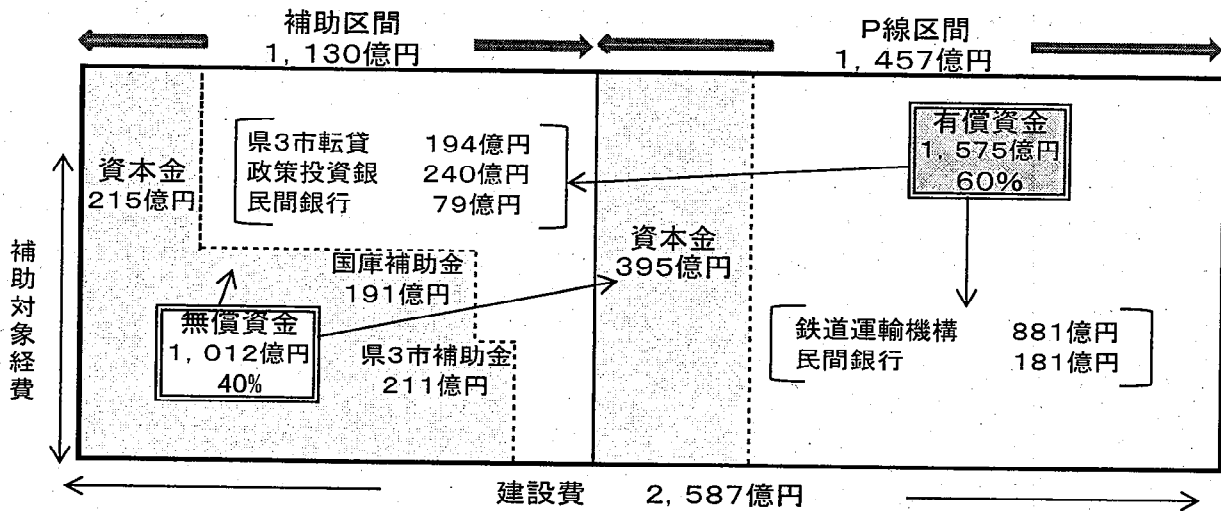 補助区間
1，130億円
P線区間
1，457億円
県3市転貸 194億円
政策投資銀 240億円
民間銀行 79億円
有償資金
1，575億円
60%
資本金
215億円
資本金
395億円
国庫補助金
191億円
無償資金
1，012億円
40%
県3市補助金
211億円
鉄道運輸機構 881億円
民間銀行 181億円
補助対象経費
建設費 2，587億円